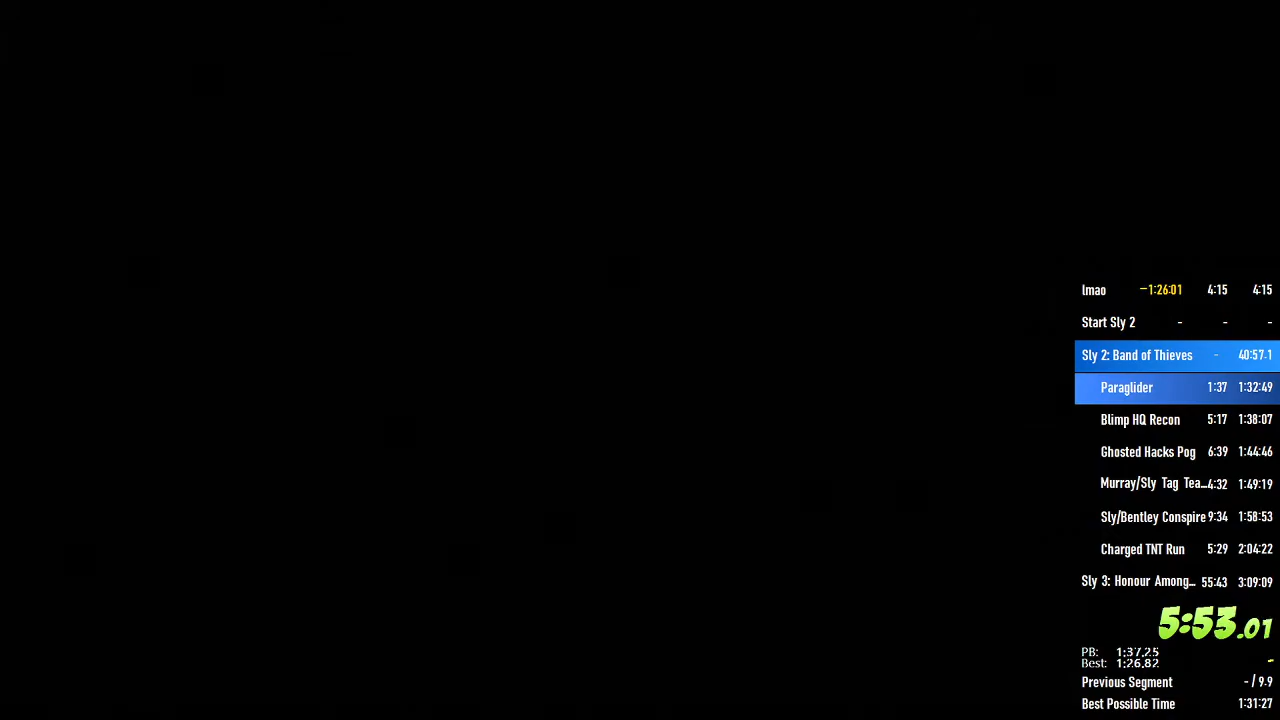 lmao −1:26:01 4:15 4:15
Start Sly 2 - - -
Sly 2: Band of Thieves - 40:57.1
Paraglider 1:37 1:32:49
Blimp HQ Recon 5:17 1:38:07
Ghosted Hacks Pog 6:39 1:44:46
Murray/Sly Tag Tea... 4:32 1:49:19
Sly/Bentley Conspire 9:34 1:58:53
Charged TNT Run 5:29 2:04:22
Sly 3: Honour Among... 55:43 3:09:09
5:53.01
PB: 1:37.25
Best: 1:26.82 -
Previous Segment - / 9.9
Best Possible Time 1:31:27